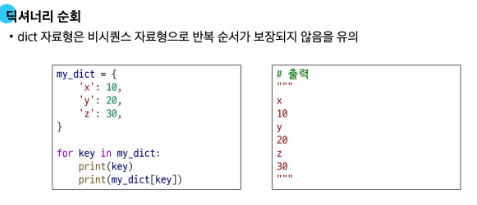 딕셔너리 순회
• dict 자료형은 비시퀀스 자료형으로 반복 순서가 보장되지 않음을 유의
my_dict = {
    'x': 10,
    'y': 20,
    'z': 30,
}

for key in my_dict:
    print(key)
    print(my_dict[key])
# 출력
"""
x
10
y
20
z
30
"""